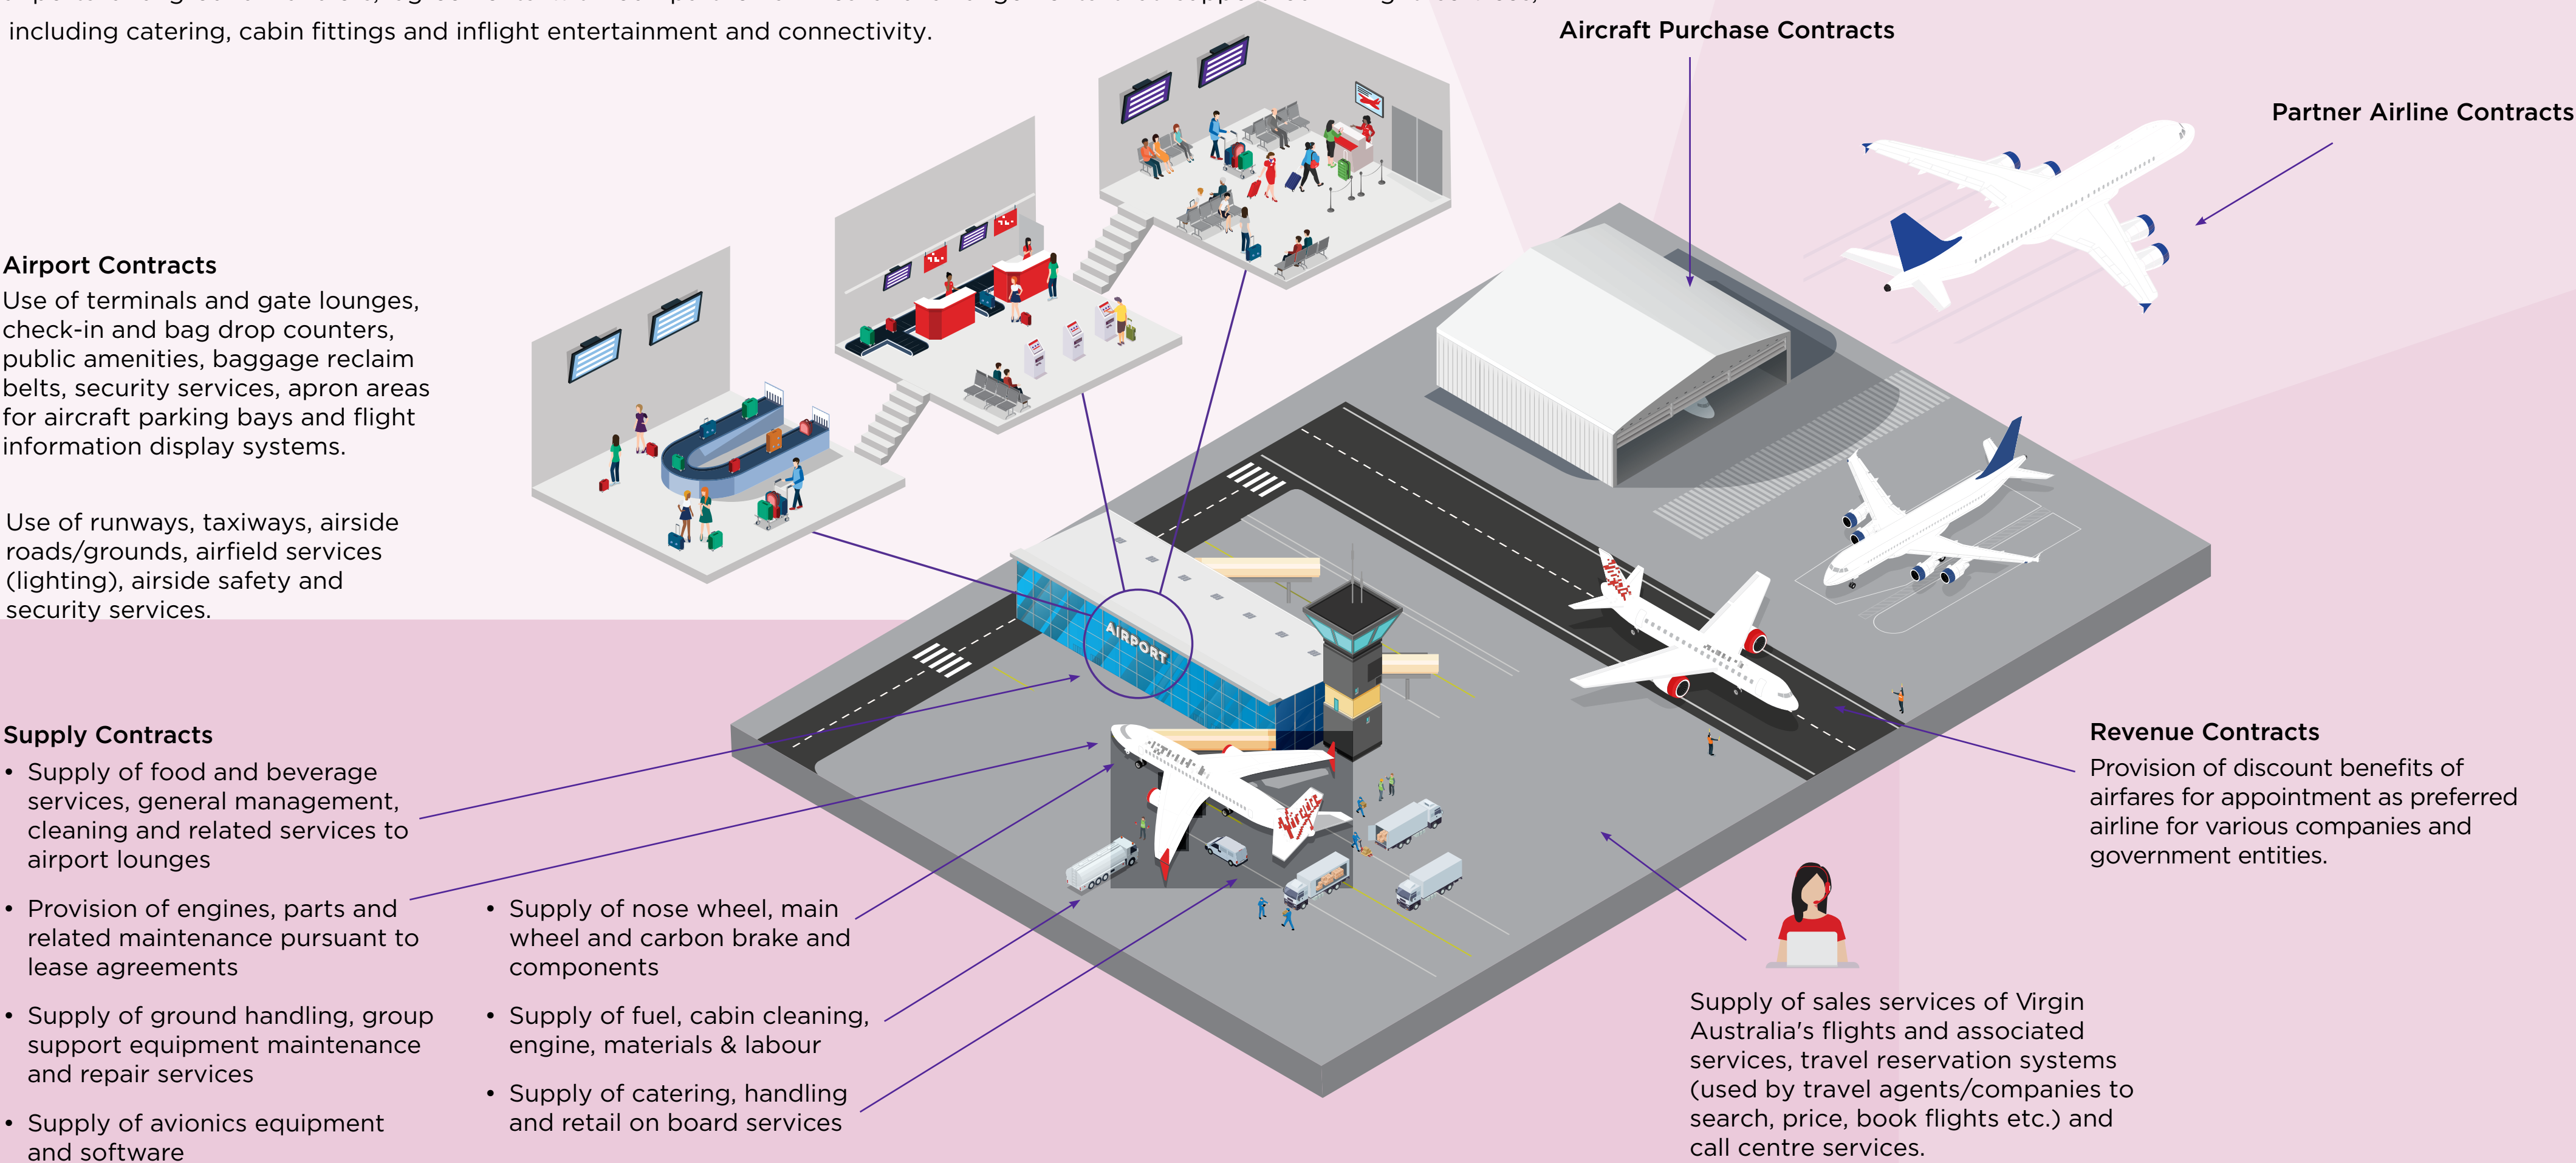 including catering, cabin fittings and inflight entertainment and connectivity.
Aircraft Purchase Contracts
Partner Airline Contracts
Airport Contracts
Use of terminals and gate lounges,
check-in and bag drop counters,
public amenities, baggage reclaim
belts, security services, apron areas
for aircraft parking bays and flight
information display systems.
Use of runways, taxiways, airside
roads/grounds, airfield services
(lighting), airside safety and
security services.
AIRPORT
Supply Contracts
• Supply of food and beverage
services, general management,
cleaning and related services to
airport lounges
• Provision of engines, parts and
related maintenance pursuant to
lease agreements
• Supply of ground handling, group
support equipment maintenance
and repair services
• Supply of avionics equipment
and software
• Supply of nose wheel, main
wheel and carbon brake and
components
• Supply of fuel, cabin cleaning,
engine, materials & labour
• Supply of catering, handling
and retail on board services
Virgin
Revenue Contracts
Provision of discount benefits of
airfares for appointment as preferred
airline for various companies and
government entities.
Supply of sales services of Virgin
Australia's flights and associated
services, travel reservation systems
(used by travel agents/companies to
search, price, book flights etc.) and
call centre services.